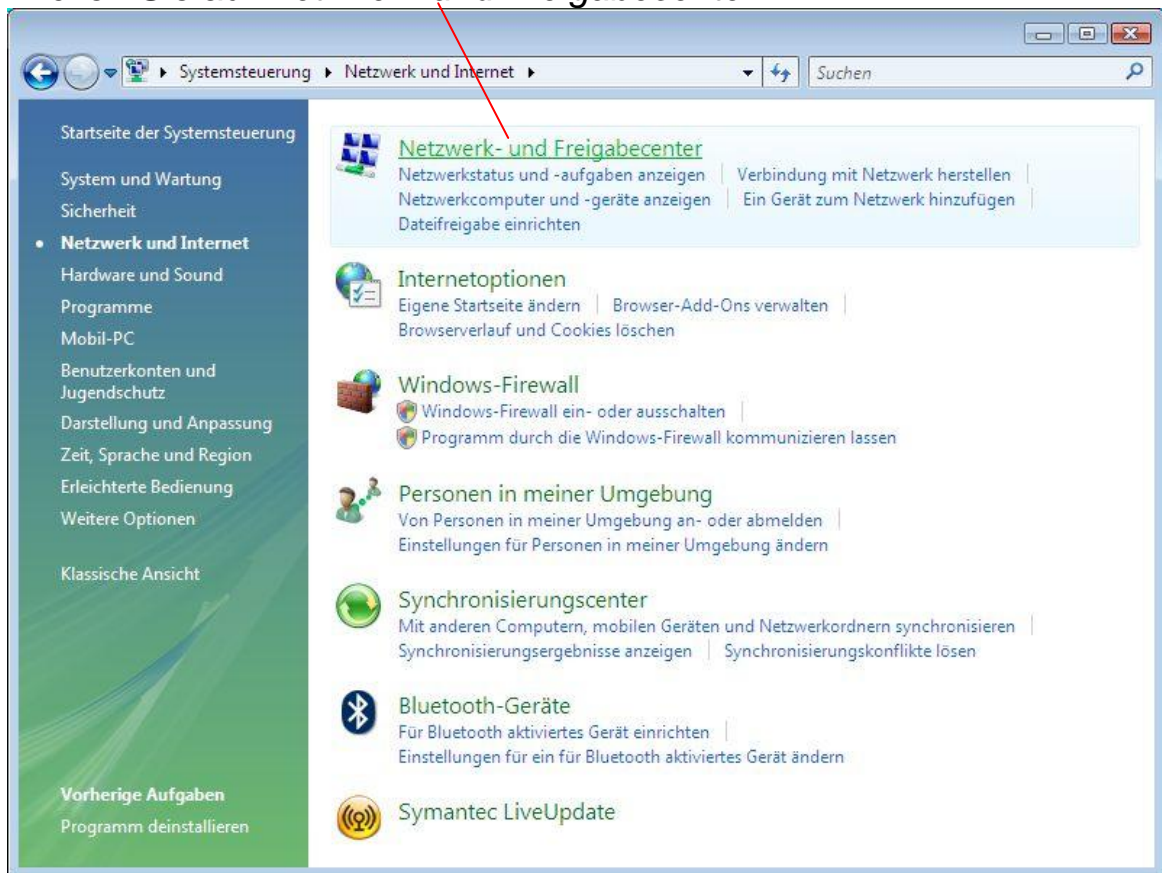 Systemsteuerung ▸ Netzwerk und Internet ▸
Suchen
Startseite der Systemsteuerung
System und Wartung
Sicherheit
• Netzwerk und Internet
Hardware und Sound
Programme
Mobil-PC
Benutzerkonten und
Jugendschutz
Darstellung und Anpassung
Zeit, Sprache und Region
Erleichterte Bedienung
Weitere Optionen
Klassische Ansicht
Vorherige Aufgaben
Programm deinstallieren
Netzwerk- und Freigabecenter
Netzwerkstatus und -aufgaben anzeigen | Verbindung mit Netzwerk herstellen |
Netzwerkcomputer und -geräte anzeigen | Ein Gerät zum Netzwerk hinzufügen |
Dateifreigabe einrichten
Internetoptionen
Eigene Startseite ändern | Browser-Add-Ons verwalten |
Browserverlauf und Cookies löschen
Windows-Firewall
Windows-Firewall ein- oder ausschalten |
Programm durch die Windows-Firewall kommunizieren lassen
Personen in meiner Umgebung
Von Personen in meiner Umgebung an- oder abmelden |
Einstellungen für Personen in meiner Umgebung ändern
Synchronisierungscenter
Mit anderen Computern, mobilen Geräten und Netzwerkordnern synchronisieren |
Synchronisierungsergebnisse anzeigen | Synchronisierungskonflikte lösen
Bluetooth-Geräte
Für Bluetooth aktiviertes Gerät einrichten |
Einstellungen für ein für Bluetooth aktiviertes Gerät ändern
Symantec LiveUpdate